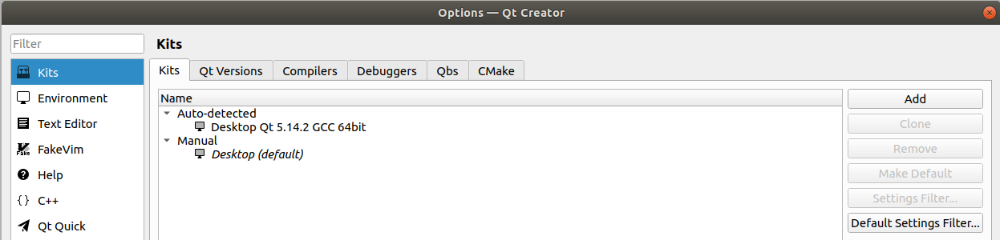 Options — Qt Creator
Filter
Kits
Kits
Environment
Text Editor
FakeVim
Help
C++
Qt Quick
Kits Qt Versions Compilers Debuggers Qbs CMake
Name
Auto-detected
Desktop Qt 5.14.2 GCC 64bit
Manual
Desktop (default)
Add
Clone
Remove
Make Default
Settings Filter...
Default Settings Filter...